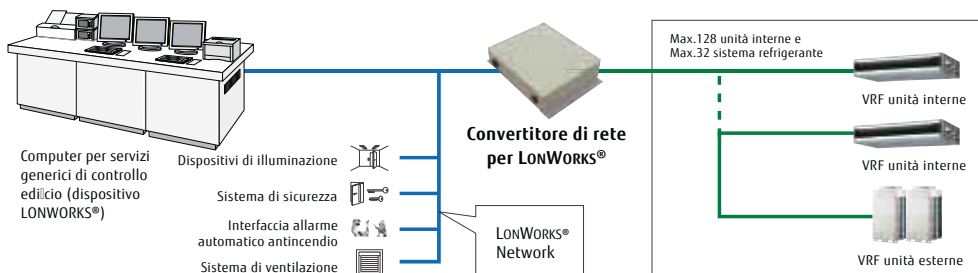 Max.128 unità interne e
Max.32 sistema refrigerante
VRF unità interne
Convertitore di rete
per LONWORKS®
VRF unità interne
Computer per servizi
generici di controllo
edilcio (dispositivo
LONWORKS®)
Dispositivi di illuminazione
Sistema di sicurezza
Interfaccia allarme
automatico antincendio
Sistema di ventilazione
LONWORKS®
Network
VRF unità esterne